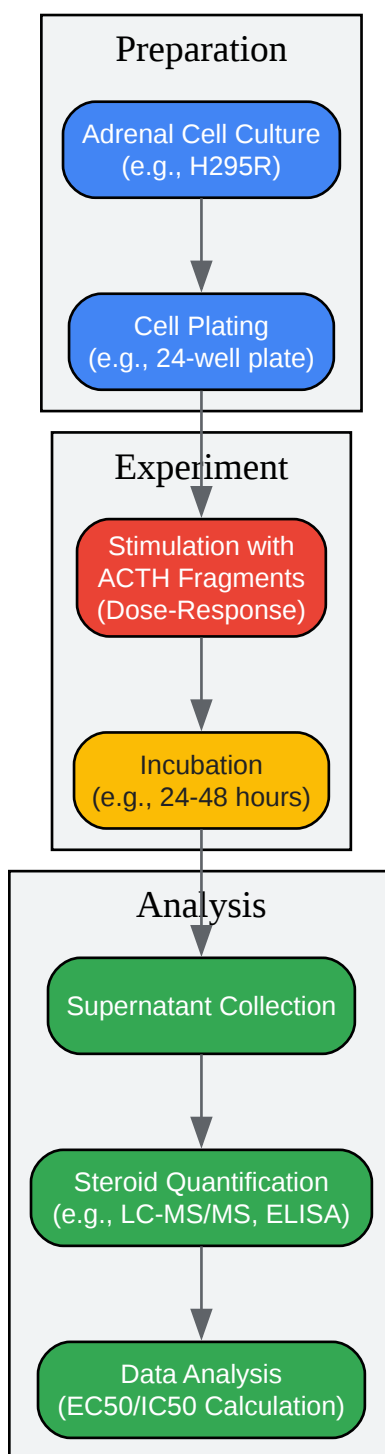 Preparation
Adrenal Cell Culture
(e.g., H295R)
Cell Plating
(e.g., 24-well plate)
Experiment
Stimulation with
ACTH Fragments
(Dose-Response)
Incubation
(e.g., 24-48 hours)
Analysis
Supernatant Collection
Steroid Quantification
(e.g., LC-MS/MS, ELISA)
Data Analysis
(EC50/IC50 Calculation)